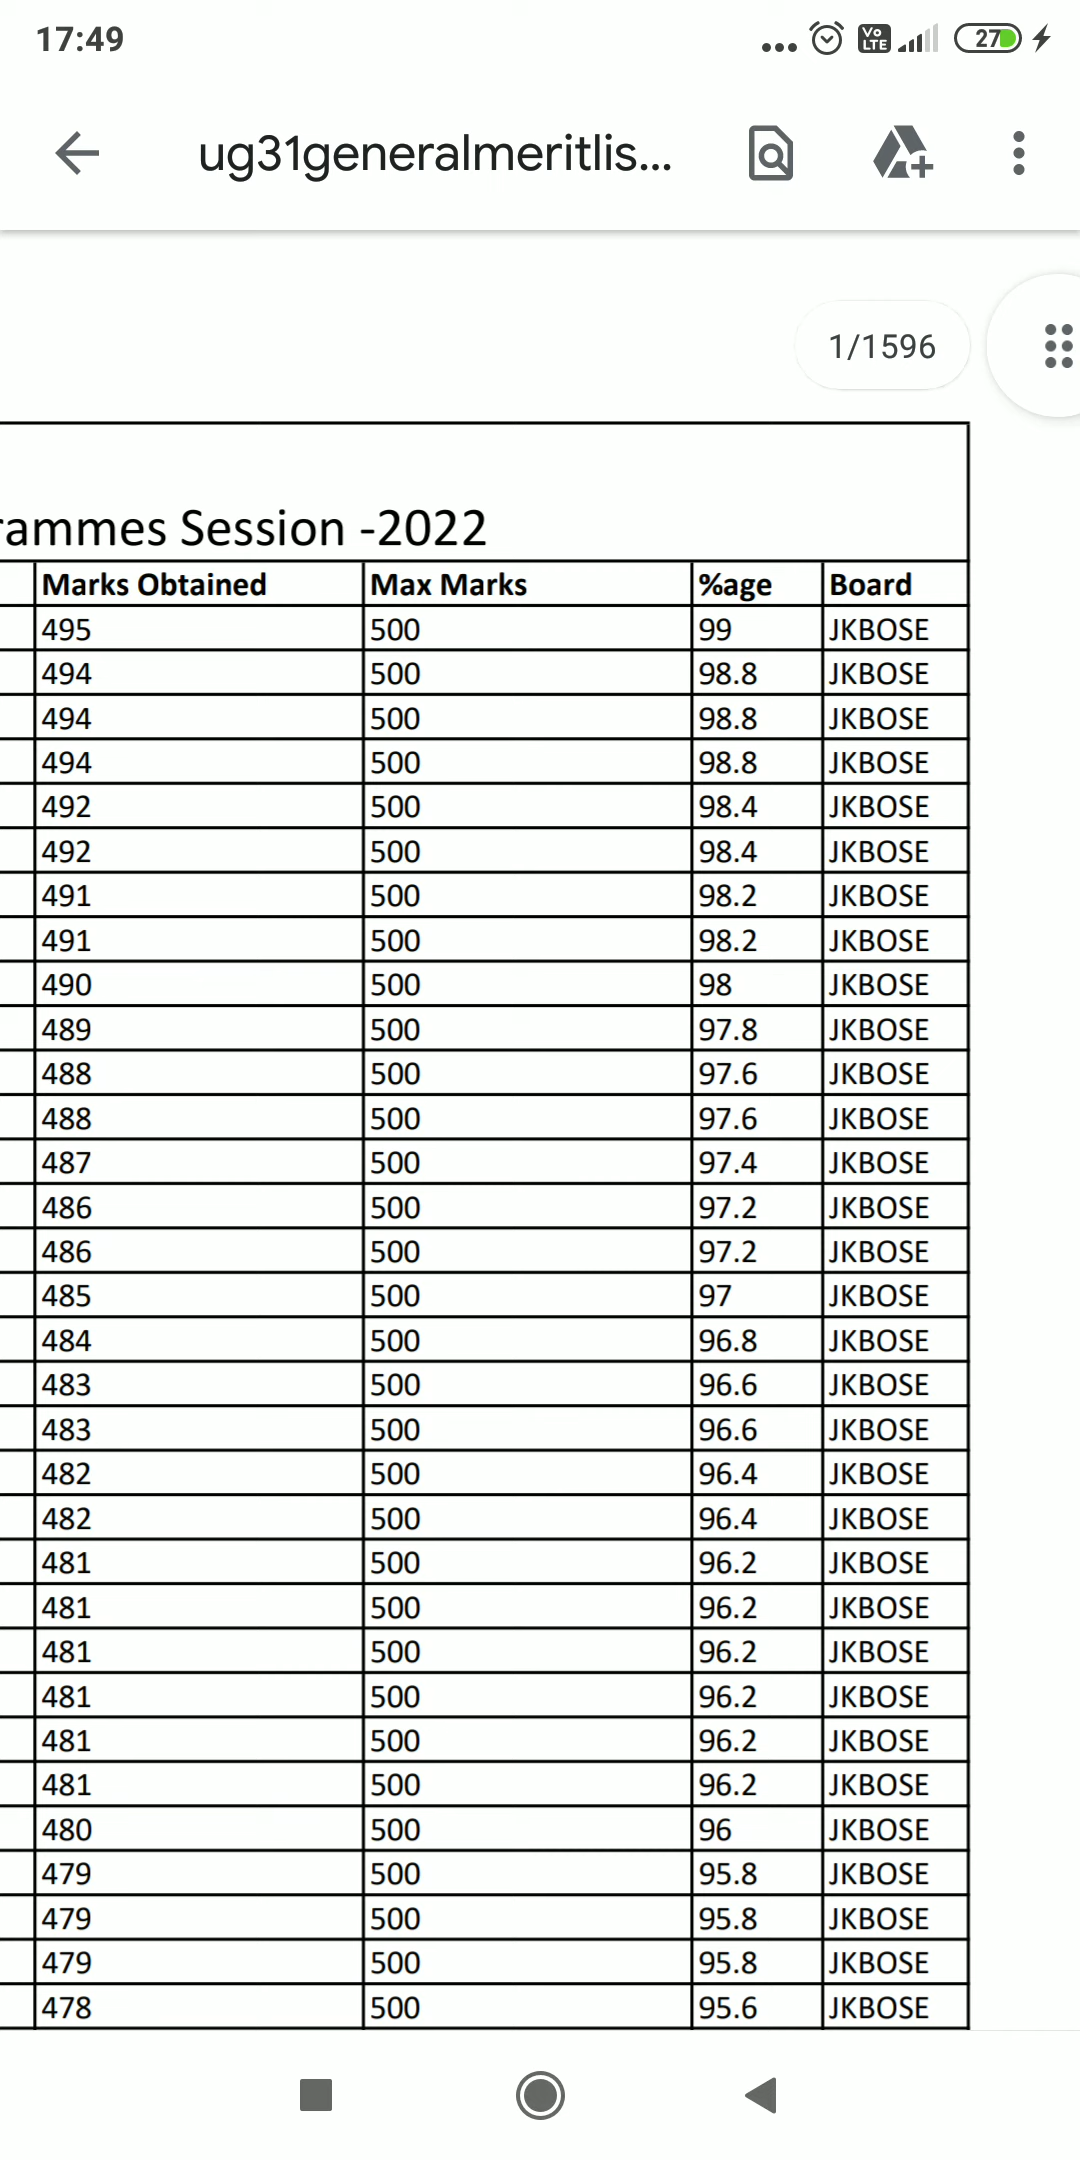 17:49
Vo LTE 27
ug31generalmeritlis...
1/1596
rammes Session -2022
Marks Obtained Max Marks %age Board
495 500 99 JKBOSE
494 500 98.8 JKBOSE
494 500 98.8 JKBOSE
494 500 98.8 JKBOSE
492 500 98.4 JKBOSE
492 500 98.4 JKBOSE
491 500 98.2 JKBOSE
491 500 98.2 JKBOSE
490 500 98 JKBOSE
489 500 97.8 JKBOSE
488 500 97.6 JKBOSE
488 500 97.6 JKBOSE
487 500 97.4 JKBOSE
486 500 97.2 JKBOSE
486 500 97.2 JKBOSE
485 500 97 JKBOSE
484 500 96.8 JKBOSE
483 500 96.6 JKBOSE
483 500 96.6 JKBOSE
482 500 96.4 JKBOSE
482 500 96.4 JKBOSE
481 500 96.2 JKBOSE
481 500 96.2 JKBOSE
481 500 96.2 JKBOSE
481 500 96.2 JKBOSE
481 500 96.2 JKBOSE
481 500 96.2 JKBOSE
480 500 96 JKBOSE
479 500 95.8 JKBOSE
479 500 95.8 JKBOSE
479 500 95.8 JKBOSE
478 500 95.6 JKBOSE